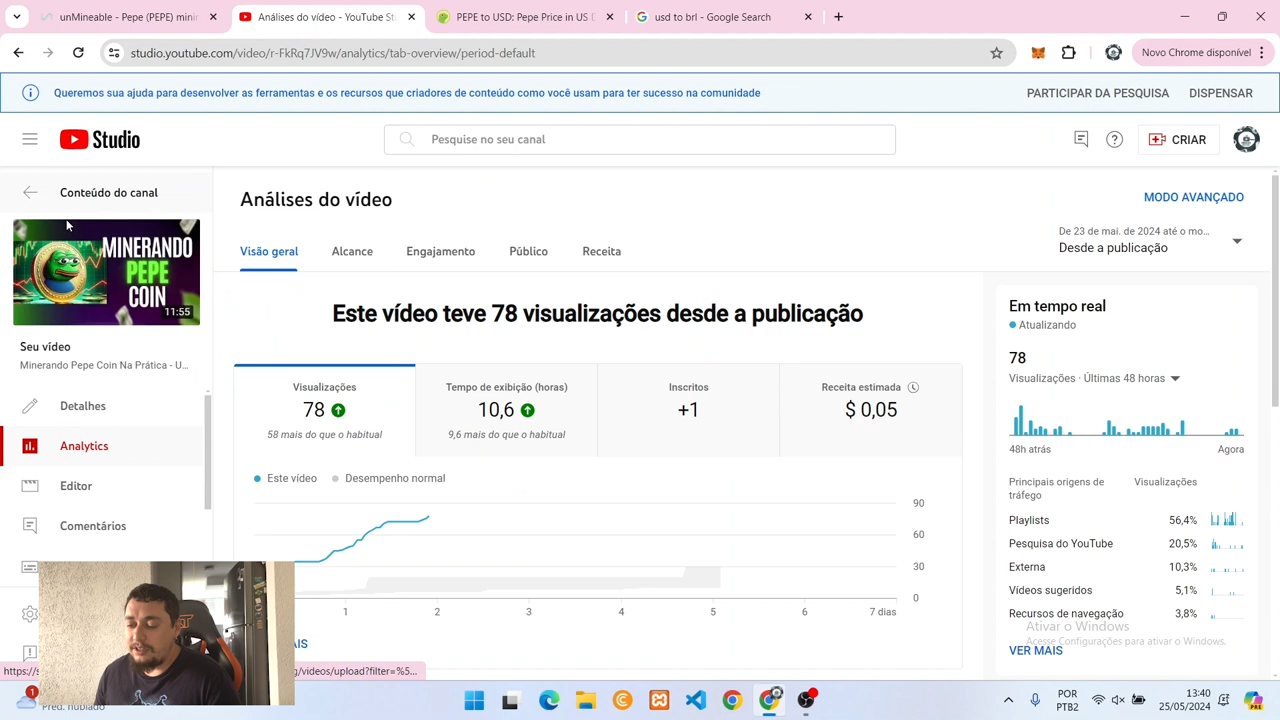 unMineable - Pepe (PEPE) mini
Análises do vídeo - YouTube St
PEPE to USD: Pepe Price in US D
usd to brl - Google Search
studio.youtube.com/video/r-FkRq7JV9w/analytics/tab-overview/period-default
Novo Chrome disponível
Queremos sua ajuda para desenvolver as ferramentas e os recursos que criadores de conteúdo como você usam para ter sucesso na comunidade
PARTICIPAR DA PESQUISA
DISPENSAR
Studio
Pesquise no seu canal
CRIAR
Conteúdo do canal
MINERANDO
PEPE
COIN
11:55
Seu vídeo
Minerando Pepe Coin Na Prática - U...
Detalhes
Analytics
Editor
Comentários
Análises do vídeo
MODO AVANÇADO
De 23 de mai. de 2024 até o mo...
Desde a publicação
Visão geral
Alcance
Engajamento
Público
Receita
Este vídeo teve 78 visualizações desde a publicação
Visualizações
78
58 mais do que o habitual
Tempo de exibição (horas)
10,6
9,6 mais do que o habitual
Inscritos
+1
Receita estimada
$ 0,05
Este vídeo
Desempenho normal
90
60
30
0
1 2 3 4 5 6 7 dias
AIS
Em tempo real
Atualizando
78
Visualizações · Últimas 48 horas
48h atrás
Agora
Principais origens de tráfego
Visualizações
Playlists 56,4%
Pesquisa do YouTube 20,5%
Externa 10,3%
Vídeos sugeridos 5,1%
Recursos de navegação 3,8%
Ativar o Windows
Acesse Configurações para ativar o Windows.
VER MAIS
https://s
g/videos/upload?filter=%5...
1
Pred. nublado
POR
PTB2
13:40
25/05/2024